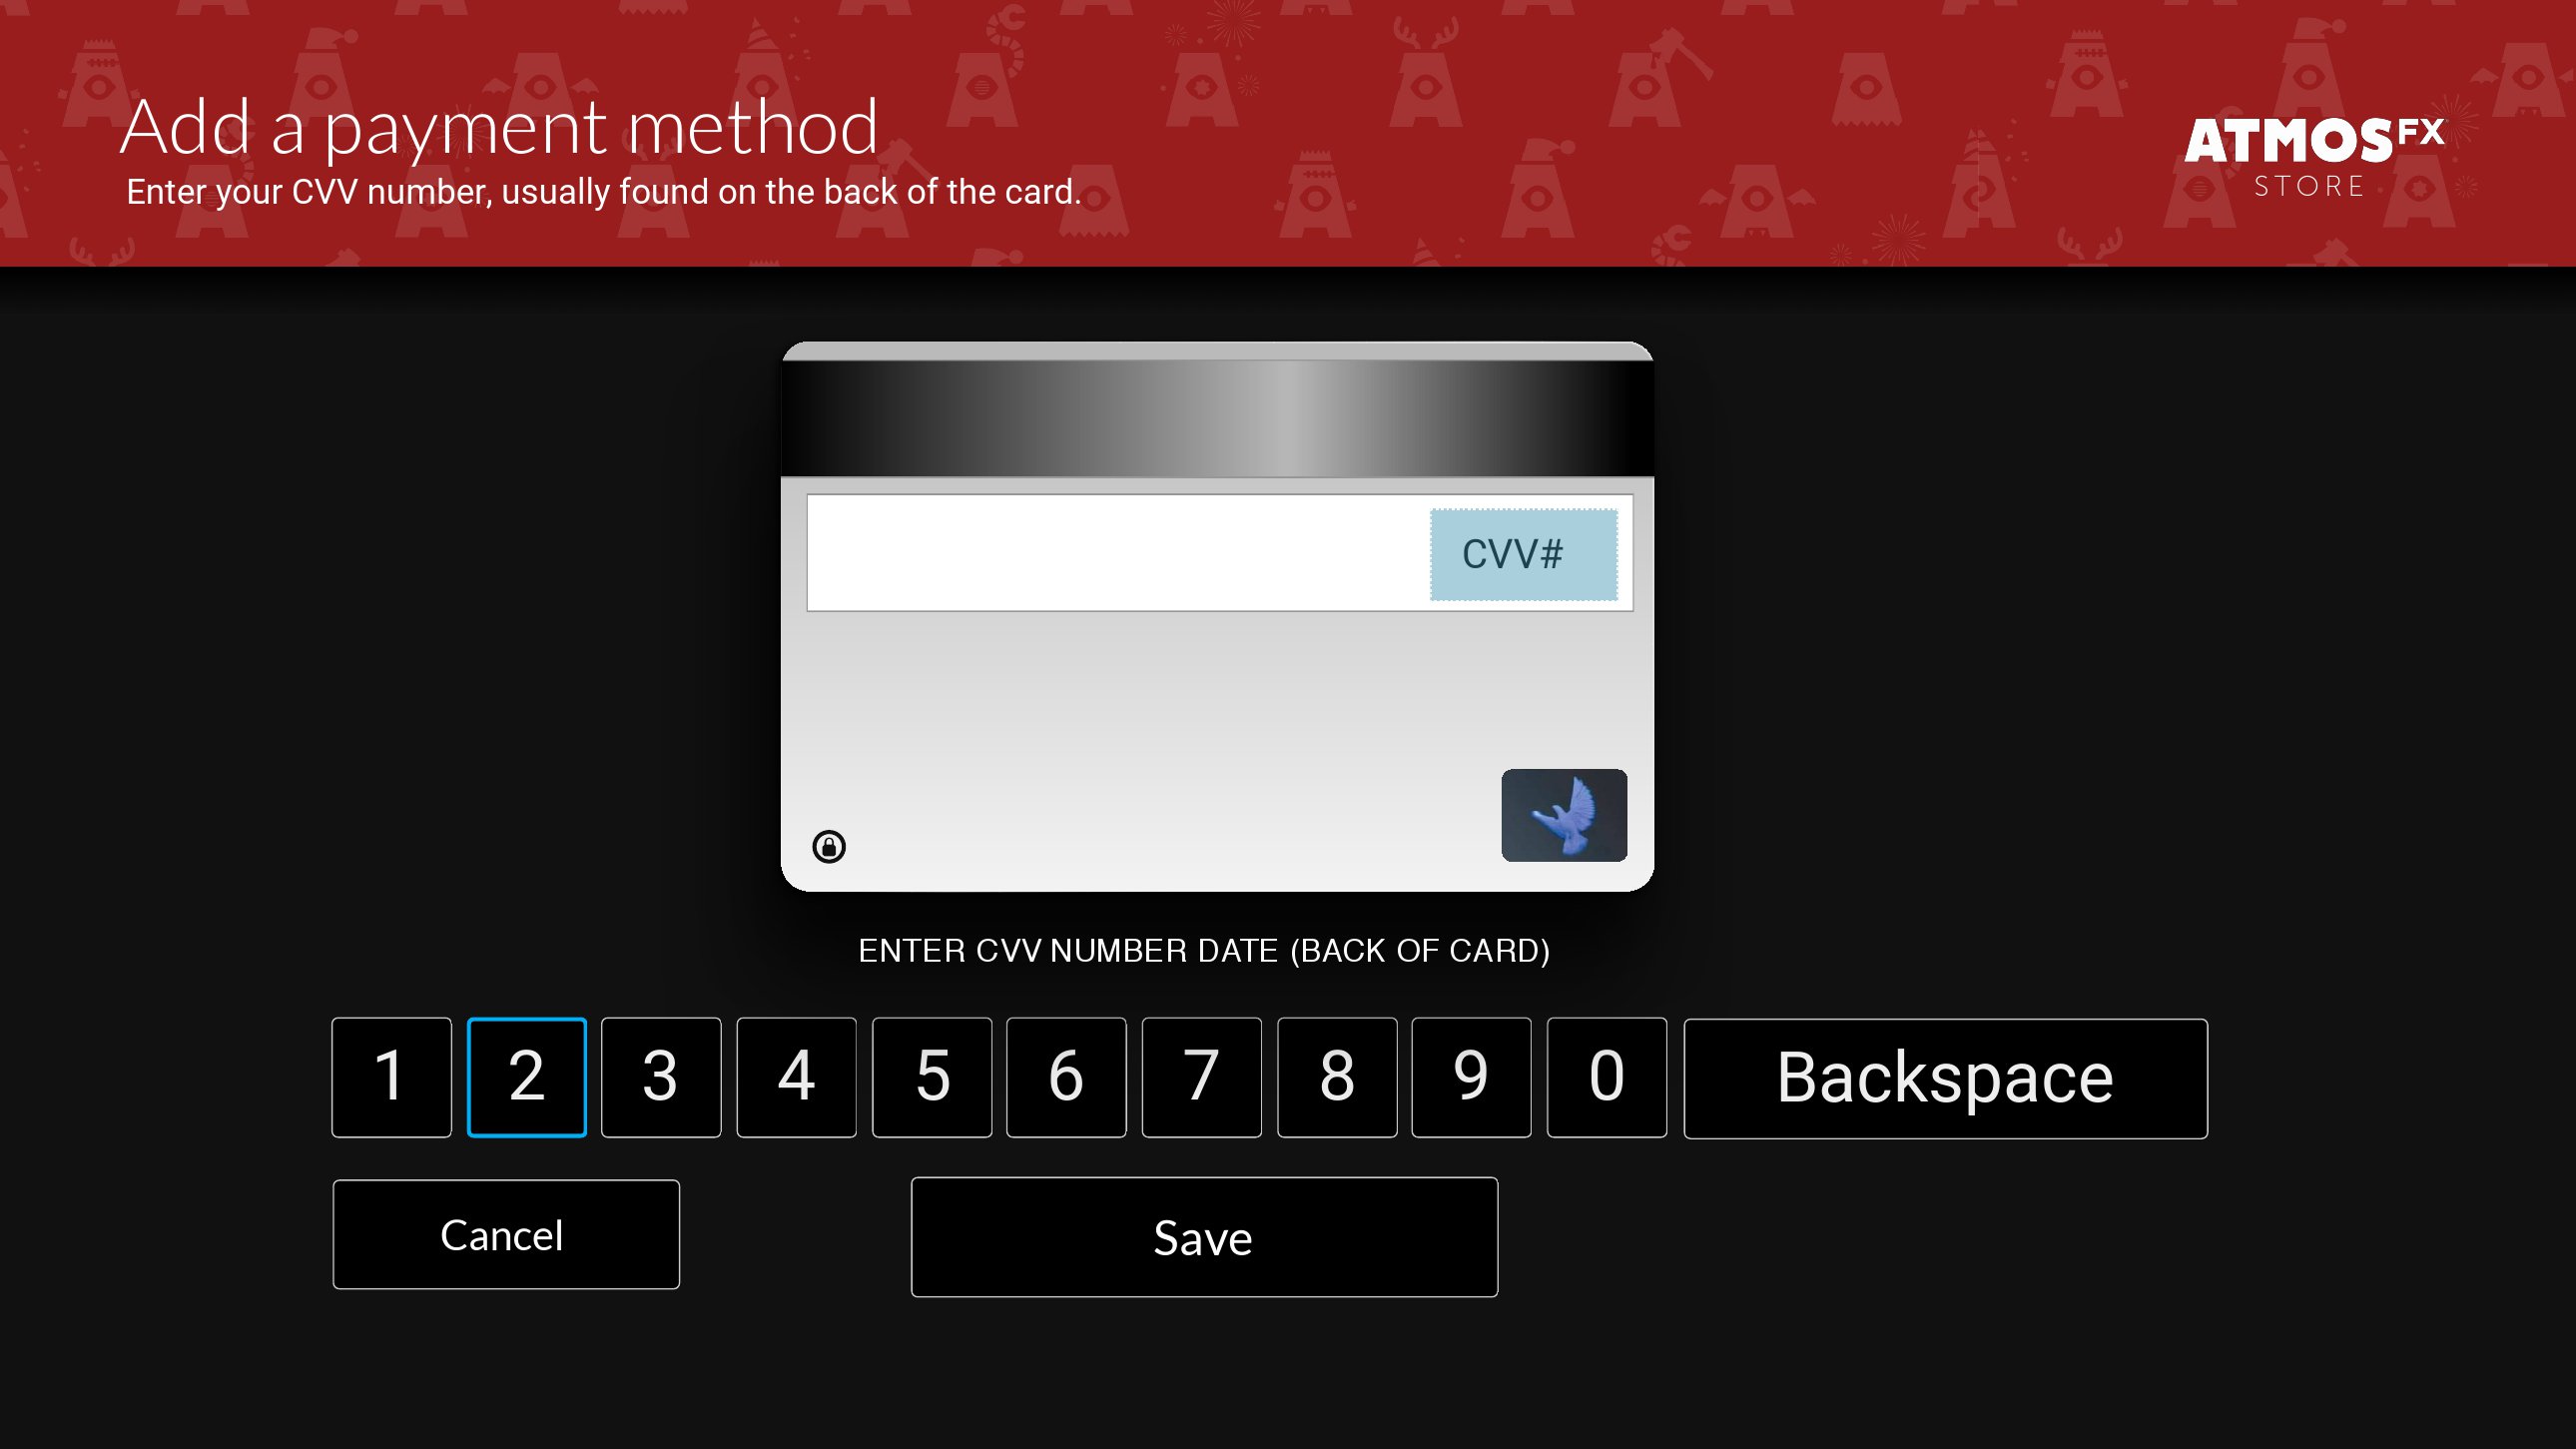 Add a payment method
Enter your CVV number, usually found on the back of the card.
ATMOSFX
STORE
CVV#
ENTER CVV NUMBER DATE (BACK OF CARD)
1 2 3 4 5 6 7 8 9 0 Backspace
Cancel Save